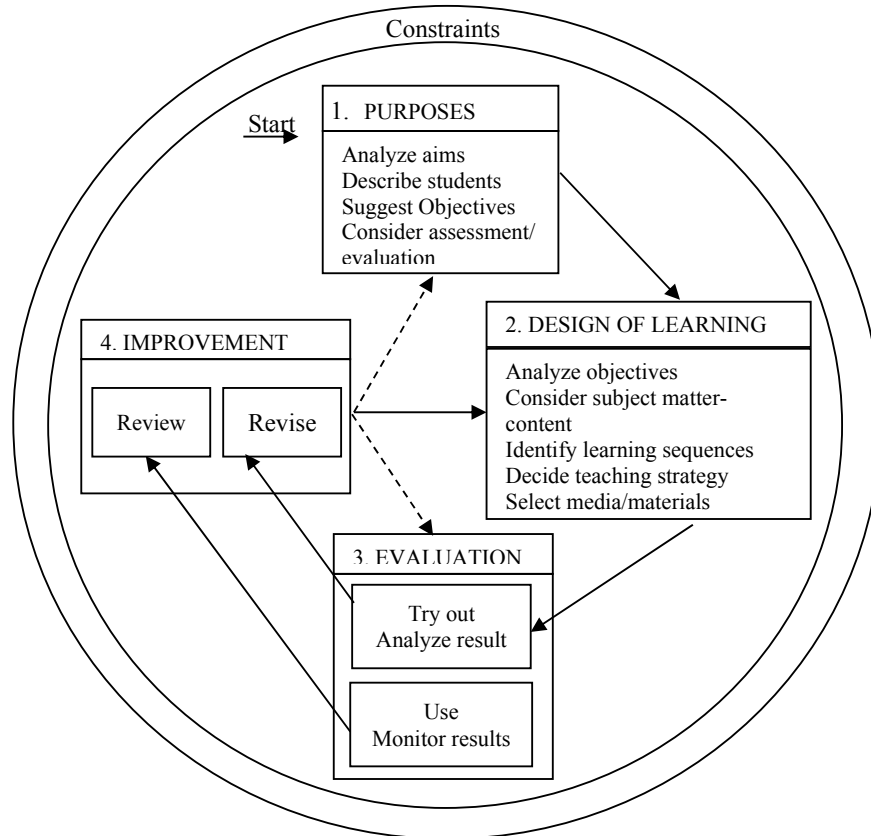 Constraints
Start
1. PURPOSES
Analyze aims
Describe students
Suggest Objectives
Consider assessment/
evaluation
2. DESIGN OF LEARNING
Analyze objectives
Consider subject matter-
content
Identify learning sequences
Decide teaching strategy
Select media/materials
3. EVALUATION
Try out
Analyze result
Use
Monitor results
4. IMPROVEMENT
Review
Revise